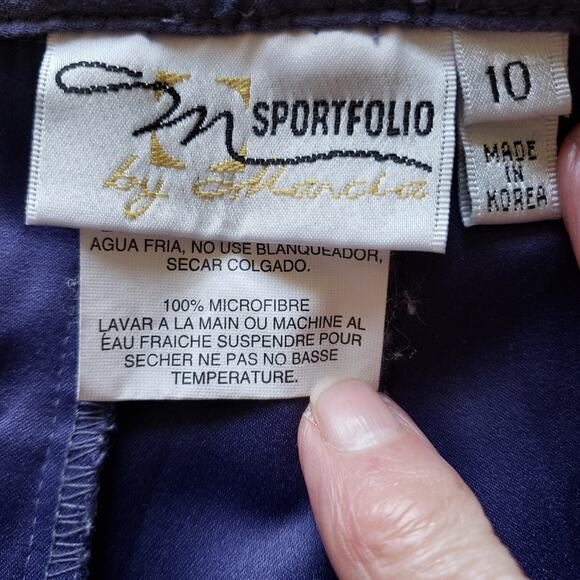 m SPORTFOLIO
by Marcia
10
MADE
IN
KOREA
AGUA FRIA, NO USE BLANQUEADOR,
SECAR COLGADO.
100% MICROFIBRE
LAVAR A LA MAIN OU MACHINE AL
ÉAU FRAICHE SUSPENDRE POUR
SECHER NE PAS NO BASSE
TEMPERATURE.